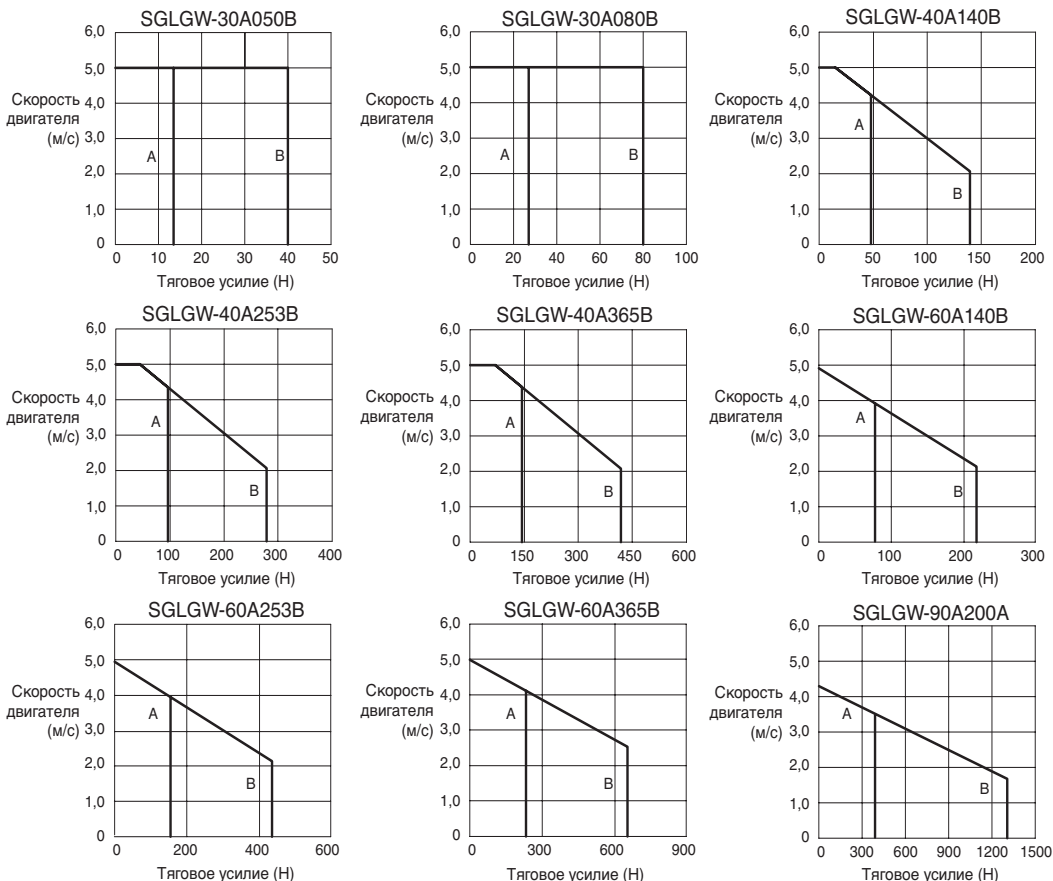 SGLGW-30A050B
6,0
5,0
4,0
3,0
2,0
1,0
0
Скорость
двигателя
(м/с)
A
B
0 10 20 30 40 50
Тяговое усилие (Н)
SGLGW-30A080B
6,0
5,0
4,0
3,0
2,0
1,0
0
Скорость
двигателя
(м/с)
A
B
0 20 40 60 80 100
Тяговое усилие (Н)
SGLGW-40A140B
6,0
5,0
4,0
3,0
2,0
1,0
0
Скорость
двигателя
(м/с)
A
B
0 50 100 150 200
Тяговое усилие (Н)
SGLGW-40A253B
6,0
5,0
4,0
3,0
2,0
1,0
0
Скорость
двигателя
(м/с)
A
B
0 100 200 300 400
Тяговое усилие (Н)
SGLGW-40A365B
6,0
5,0
4,0
3,0
2,0
1,0
0
Скорость
двигателя
(м/с)
A
B
0 150 300 450 600
Тяговое усилие (Н)
SGLGW-60A140B
6,0
5,0
4,0
3,0
2,0
1,0
0
Скорость
двигателя
(м/с)
A
B
0 100 200 300
Тяговое усилие (Н)
SGLGW-60A253B
6,0
5,0
4,0
3,0
2,0
1,0
0
Скорость
двигателя
(м/с)
A
B
0 200 400 600
Тяговое усилие (Н)
SGLGW-60A365B
6,0
5,0
4,0
3,0
2,0
1,0
0
Скорость
двигателя
(м/с)
A
B
0 300 600 900
Тяговое усилие (Н)
SGLGW-90A200A
6,0
5,0
4,0
3,0
2,0
1,0
0
Скорость
двигателя
(м/с)
A
B
0 300 600 900 1200 1500
Тяговое усилие (Н)